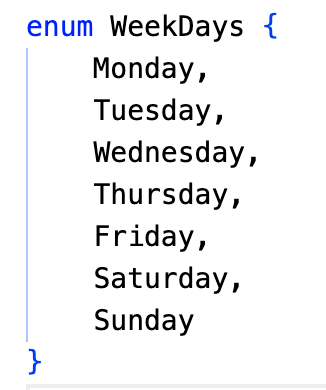 enum WeekDays {
    Monday,
    Tuesday,
    Wednesday,
    Thursday,
    Friday,
    Saturday,
    Sunday
}